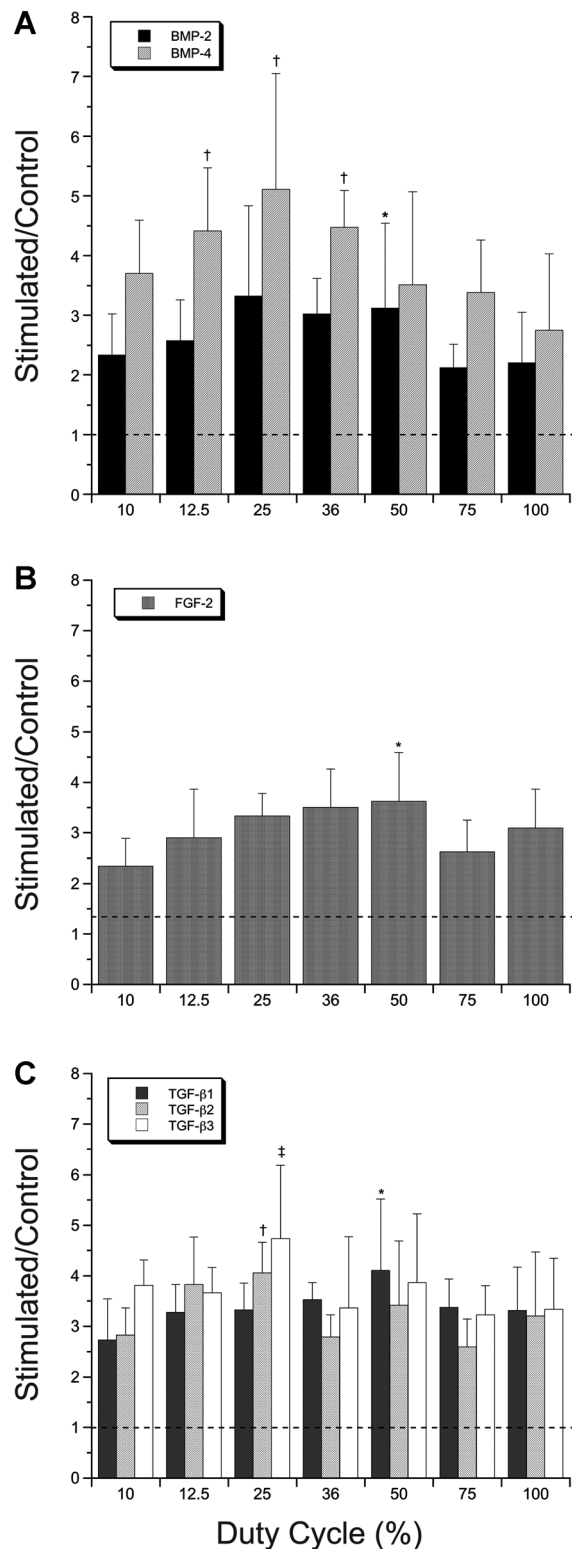 A
BMP-2
BMP-4
Stimulated/Control
8
7
6
5
4
3
2
1
0
†
†
†
*
10 12.5 25 36 50 75 100
B
FGF-2
Stimulated/Control
8
7
6
5
4
3
2
1
0
*
10 12.5 25 36 50 75 100
C
TGF-β1
TGF-β2
TGF-β3
Stimulated/Control
8
7
6
5
4
3
2
1
0
‡
†
*
10 12.5 25 36 50 75 100
Duty Cycle (%)